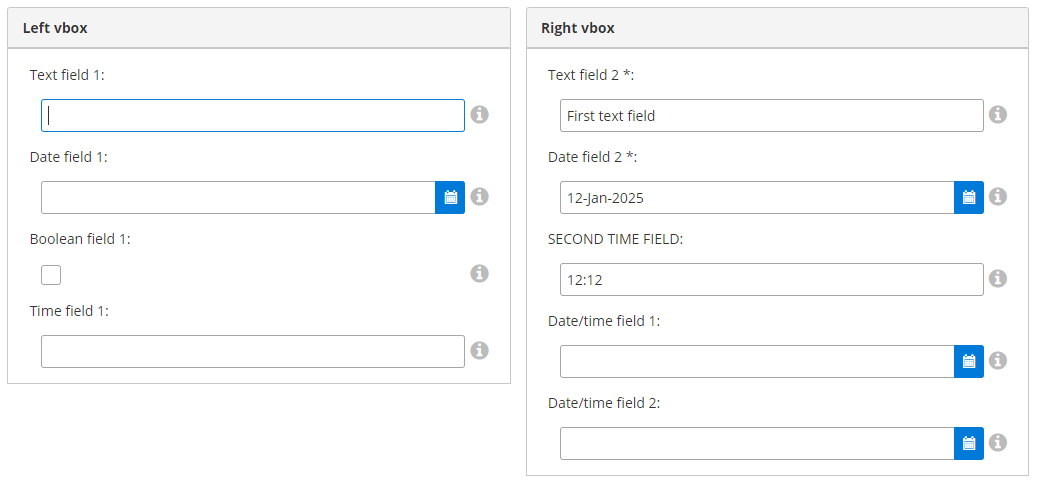 Left vbox
Text field 1:
Date field 1:
Boolean field 1:
Time field 1:
Right vbox
Text field 2 *:
First text field
Date field 2 *:
12-Jan-2025
SECOND TIME FIELD:
12:12
Date/time field 1:
Date/time field 2: